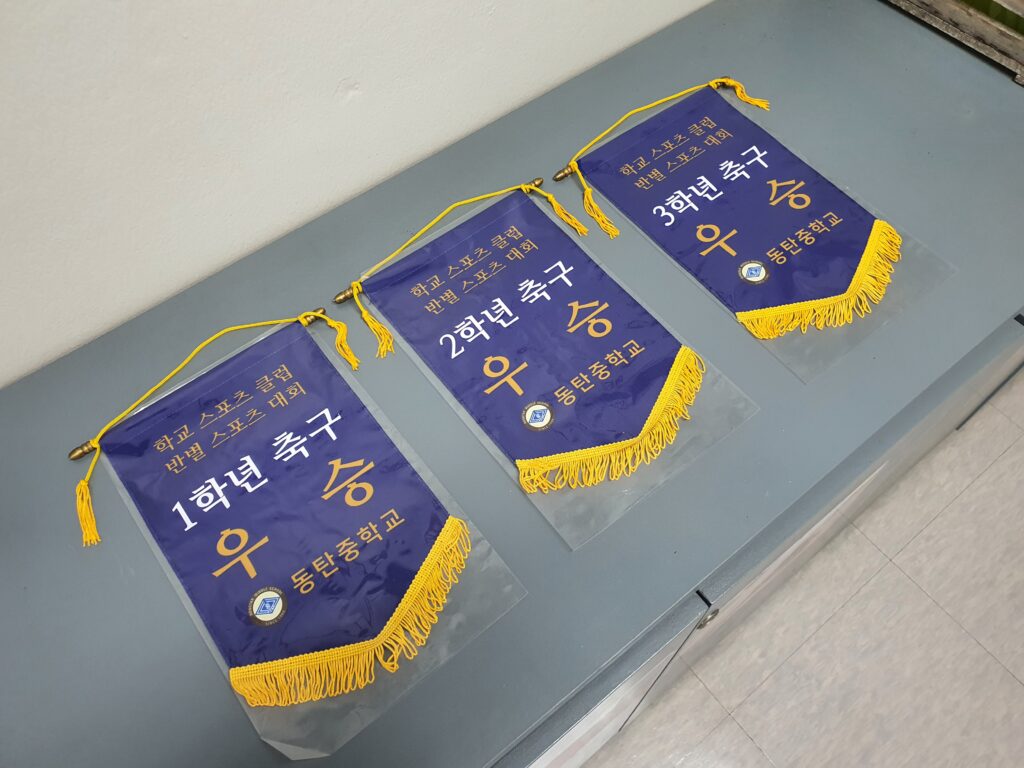 학교 스포츠 클럽
반별 스포츠 대회
1학년 축구
우 승
동탄중학교
학교 스포츠 클럽
반별 스포츠 대회
2학년 축구
우 승
동탄중학교
학교 스포츠 클럽
반별 스포츠 대회
3학년 축구
우 승
동탄중학교